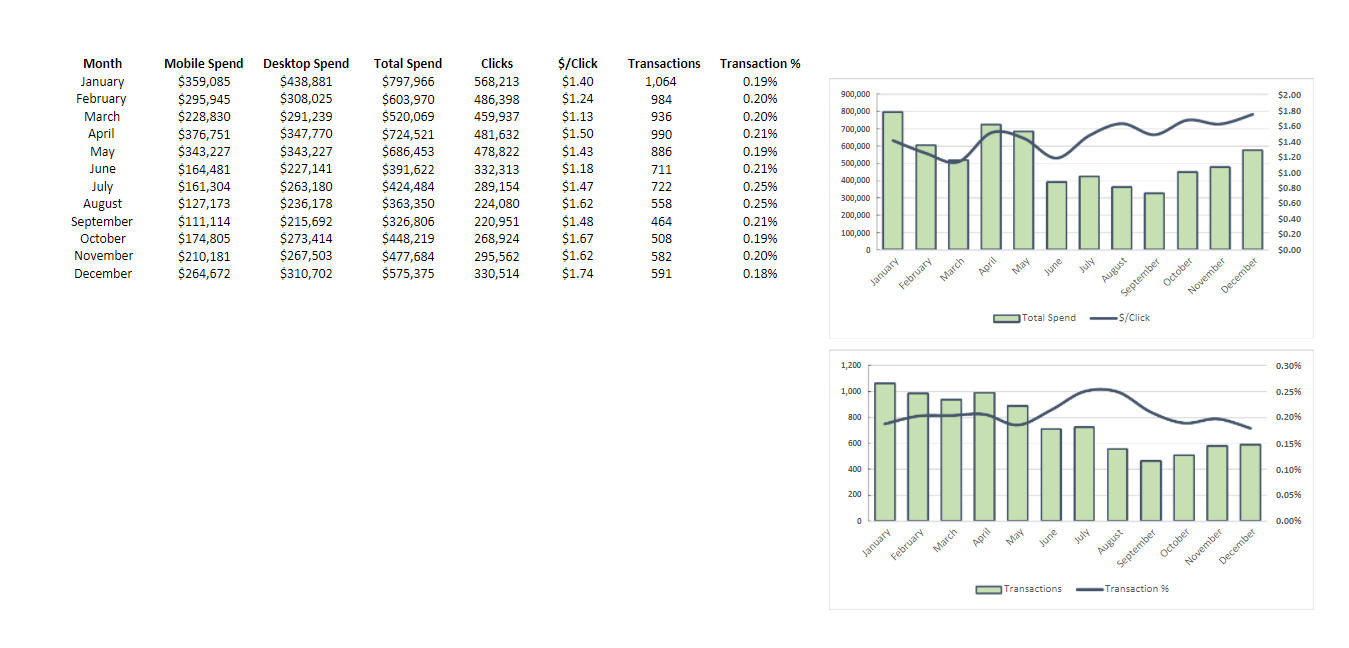 Month Mobile Spend Desktop Spend Total Spend Clicks $/Click Transactions Transaction %
January $359,085 $438,881 $797,966 568,213 $1.40 1,064 0.19%
February $295,945 $308,025 $603,970 486,398 $1.24 984 0.20%
March $228,830 $291,239 $520,069 459,937 $1.13 936 0.20%
April $376,751 $347,770 $724,521 481,632 $1.50 990 0.21%
May $343,227 $343,227 $686,453 478,822 $1.43 886 0.19%
June $164,481 $227,141 $391,622 332,313 $1.18 711 0.21%
July $161,304 $263,180 $424,484 289,154 $1.47 722 0.25%
August $127,173 $236,178 $363,350 224,080 $1.62 558 0.25%
September $111,114 $215,692 $326,806 220,951 $1.48 464 0.21%
October $174,805 $273,414 $448,219 268,924 $1.67 508 0.19%
November $210,181 $267,503 $477,684 295,562 $1.62 582 0.20%
December $264,672 $310,702 $575,375 330,514 $1.74 591 0.18%
900,000 $2.00
800,000 $1.80
700,000 $1.60
600,000 $1.40
500,000 $1.20
400,000 $1.00
300,000 $0.80
200,000 $0.60
100,000 $0.40
0 $0.20
$0.00
January February March April May June July August September October November December
Total Spend $/Click
1,200 0.30%
1,000 0.25%
800 0.20%
600 0.15%
400 0.10%
200 0.05%
0 0.00%
January February March April May June July August September October November December
Transactions Transaction %